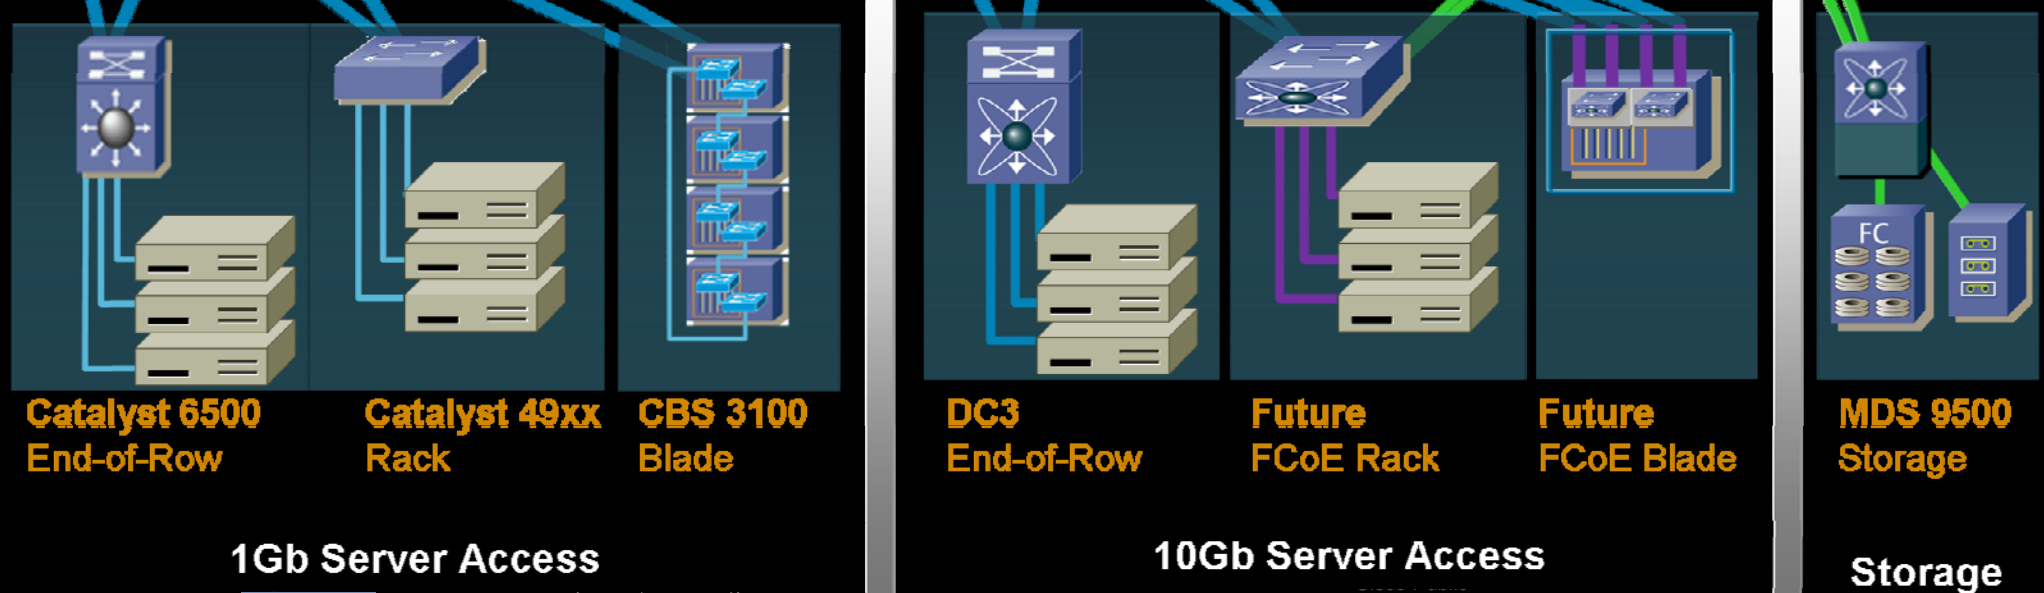 FC
Catalyst 6500
End-of-Row
Catalyst 49xx
Rack
CBS 3100
Blade
DC3
End-of-Row
Future
FCoE Rack
Future
FCoE Blade
MDS 9500
Storage
1Gb Server Access
10Gb Server Access
Storage